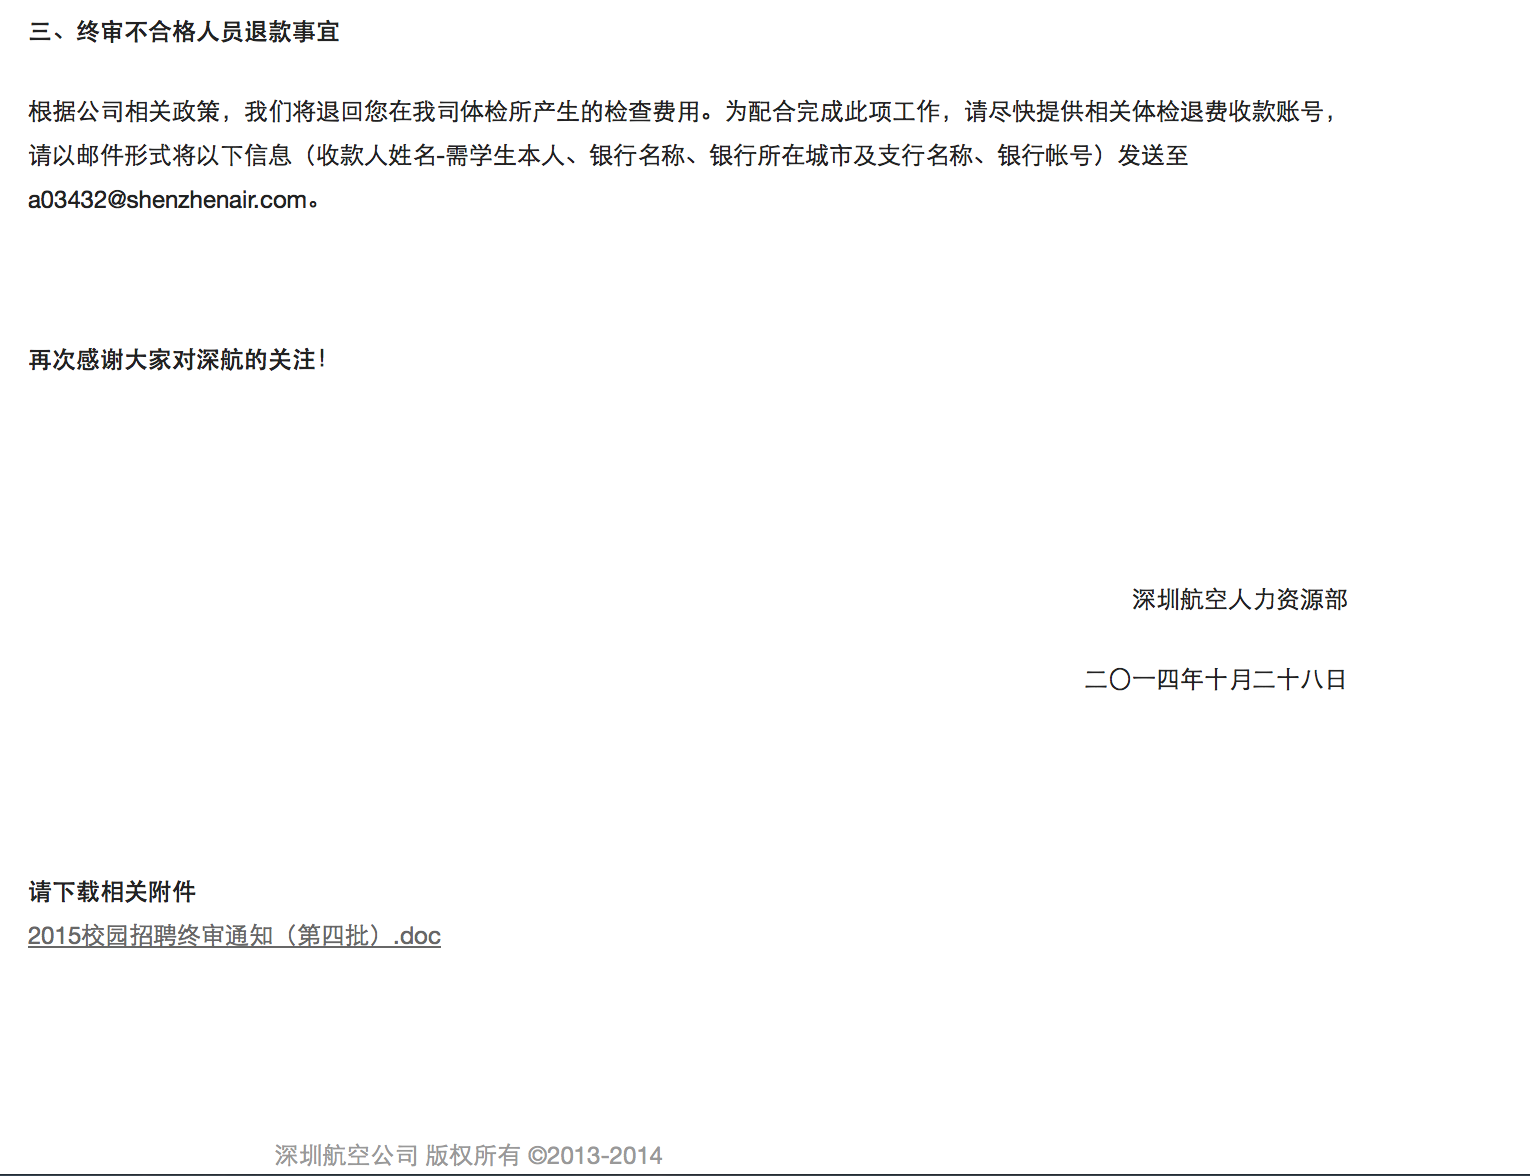 三、终审不合格人员退款事宜
根据公司相关政策，我们将退回您在我司体检所产生的检查费用。为配合完成此项工作，请尽快提供相关体检退费收款账号，
请以邮件形式将以下信息（收款人姓名-需学生本人、银行名称、银行所在城市及支行名称、银行帐号）发送至
a03432@shenzhenair.com。
再次感谢大家对深航的关注！
深圳航空人力资源部
二〇一四年十月二十八日
请下载相关附件
2015校园招聘终审通知（第四批）.doc
深圳航空公司 版权所有 ©2013-2014